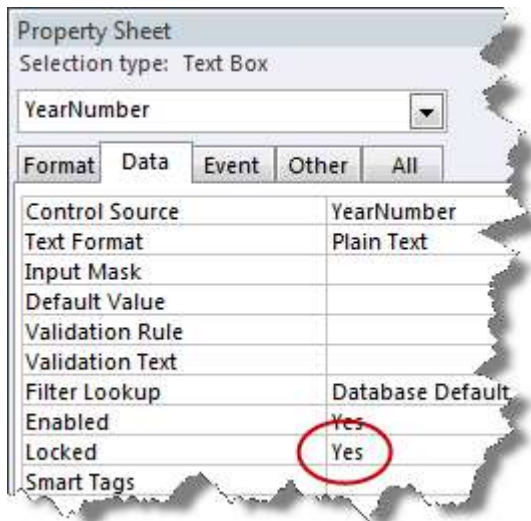 Property Sheet
Selection type: Text Box
YearNumber
Format Data Event Other All
Control Source YearNumber
Text Format Plain Text
Input Mask
Default Value
Validation Rule
Validation Text
Filter Lookup Database Default
Enabled Yes
Locked Yes
Smart Tags